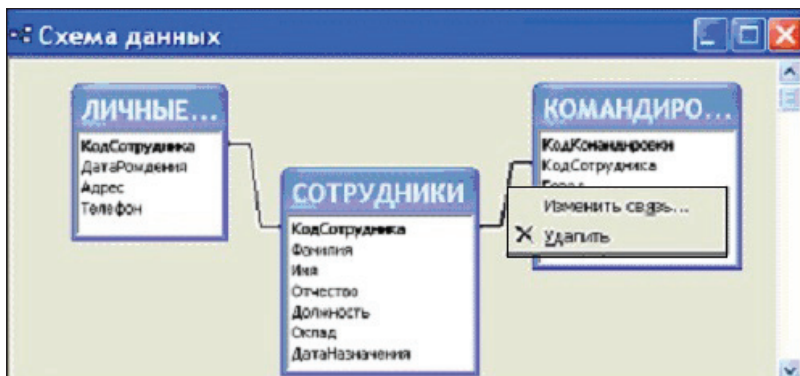 Схема данных
ЛИЧНЫЕ...
КодСотрудника
ДатаРождения
Адрес
Телефон
СОТРУДНИКИ
КодСотрудника
Фамилия
Имя
Отчество
Должность
Оклад
ДатаНазначения
КОМАНДИРО...
КодКомандировки
КодСотрудника
Город
Изменить связь...
Удалить